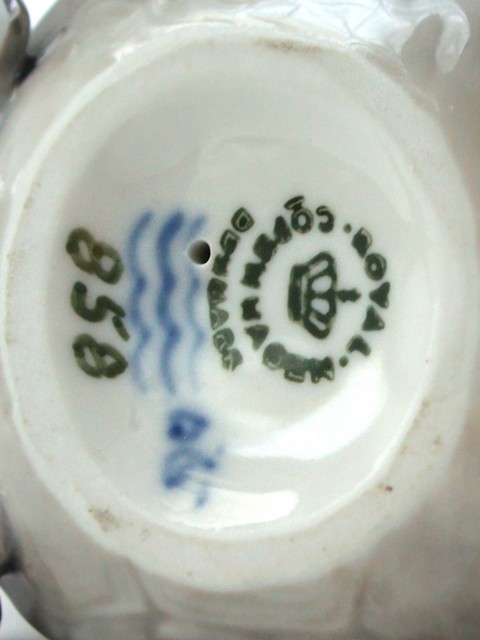 ROYAL.
COPENHAGEN
DENMARK
858